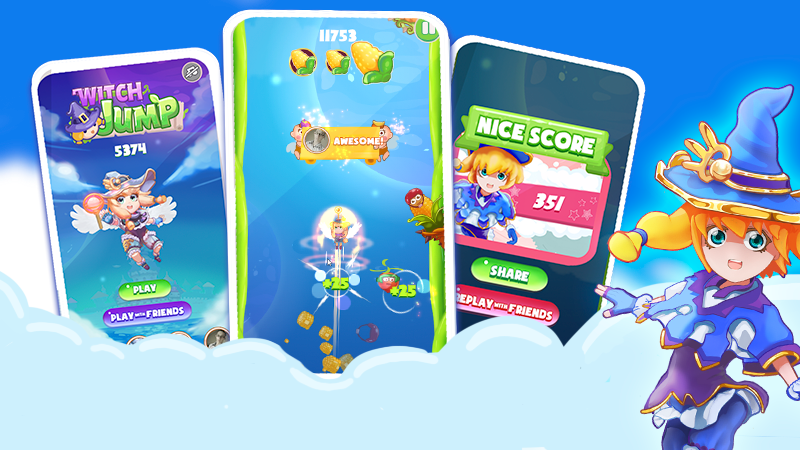 WITCH
JUMP
5374
PLAY
PLAY WITH FRIENDS
11753
AWESOME!
+25
+25
NICE SCORE
351
SHARE
REPLAY WITH FRIENDS